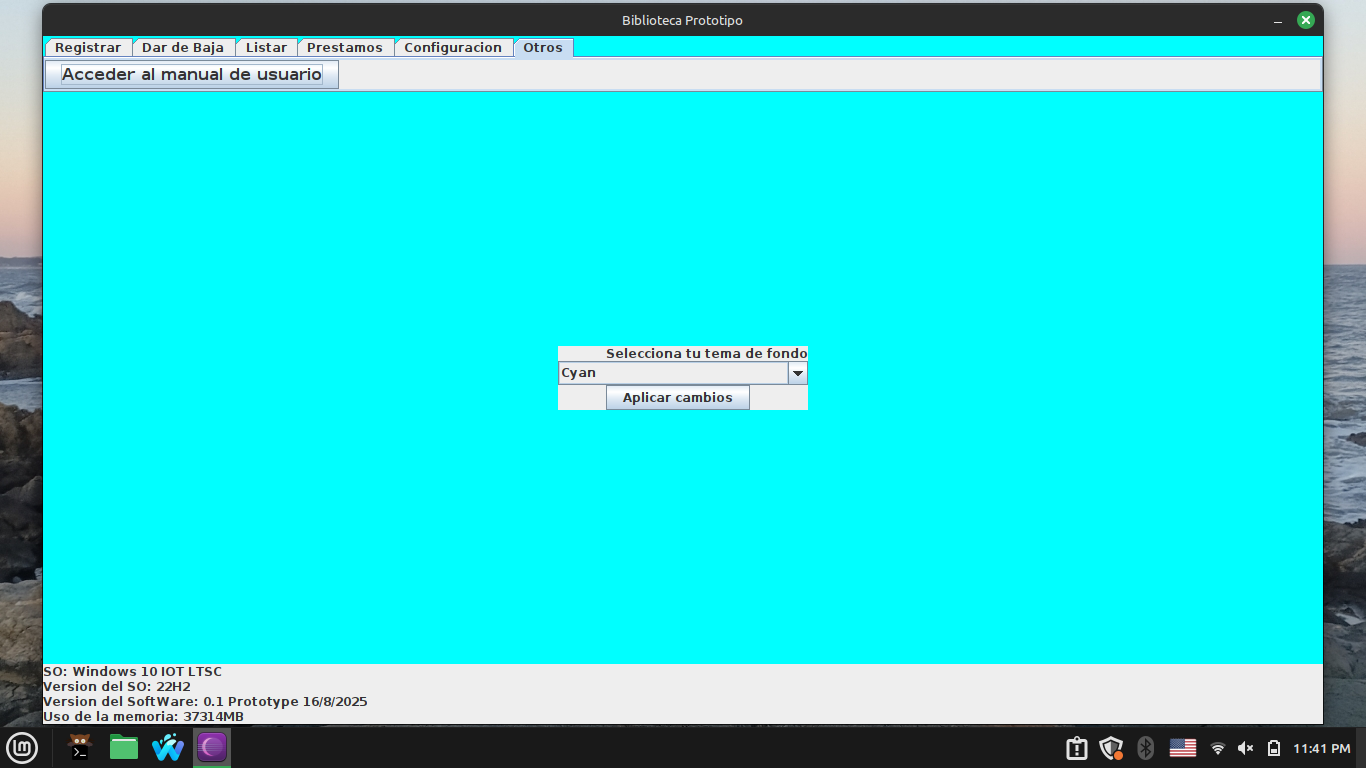 Biblioteca Prototipo
Registrar Dar de Baja Listar Prestamos Configuracion Otros
Acceder al manual de usuario
Selecciona tu tema de fondo
Cyan
Aplicar cambios
SO: Windows 10 IOT LTSC
Version del SO: 22H2
Version del SoftWare: 0.1 Prototype 16/8/2025
Uso de la memoria: 37314MB
11:41 PM